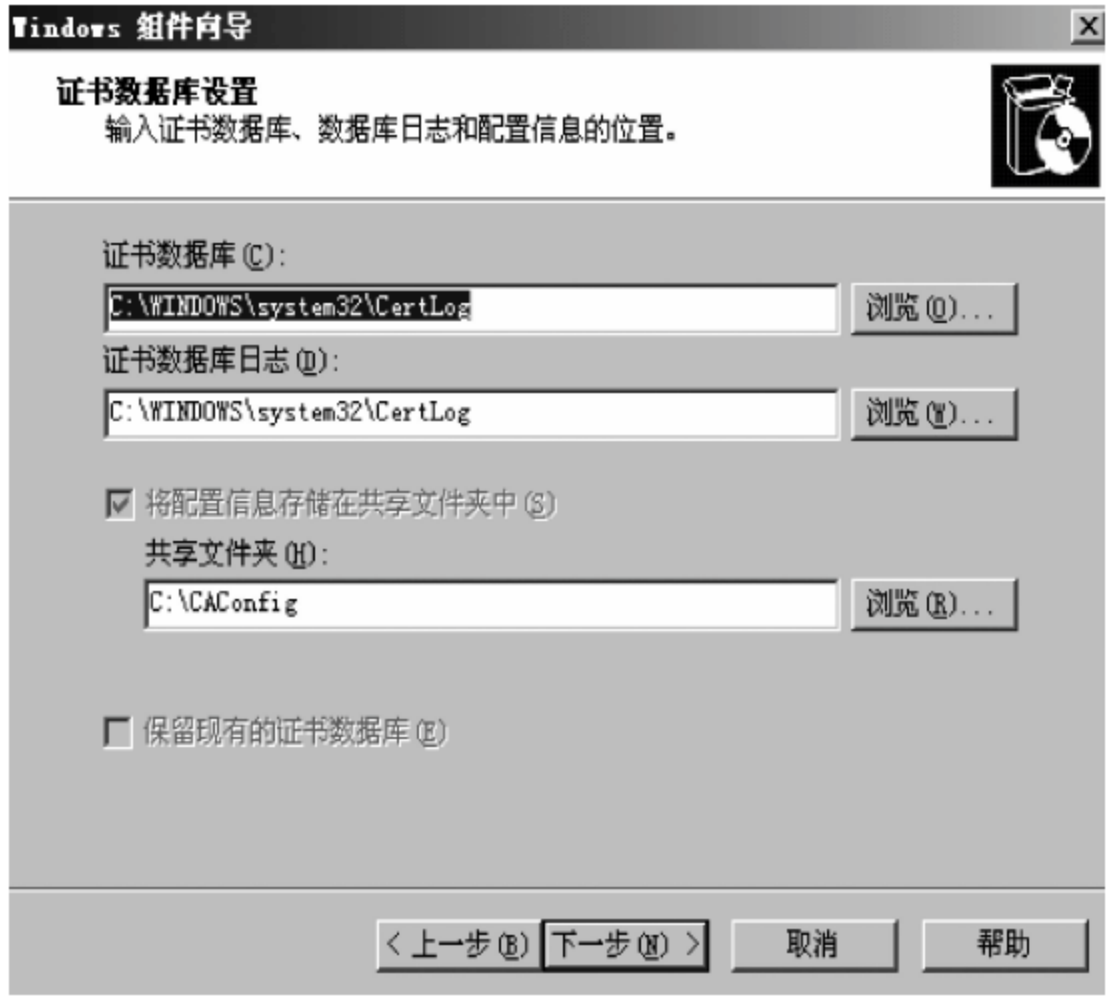 Windows 组件向导
证书数据库设置
输入证书数据库、数据库日志和配置信息的位置。
证书数据库(C):
C:\WINDOWS\system32\CertLog
浏览(O)...
证书数据库日志(D):
C:\WINDOWS\system32\CertLog
浏览(W)...
将配置信息存储在共享文件夹中(S)
共享文件夹(H):
C:\CAConfig
浏览(R)...
保留现有的证书数据库(E)
< 上一步(B) 下一步(N) > 取消 帮助